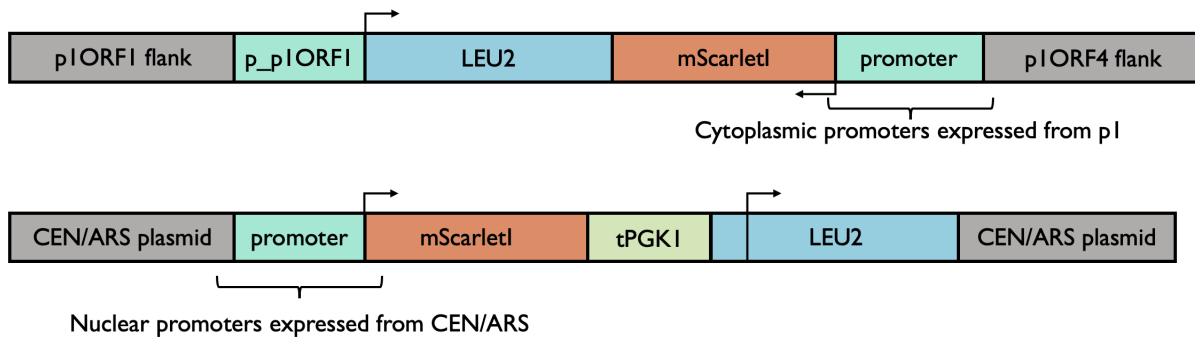 p1ORF1 flank p_p1ORF1 LEU2 mScarletI promoter p1ORF4 flank
Cytoplasmic promoters expressed from p1
CEN/ARS plasmid promoter mScarletI tPGK1 LEU2 CEN/ARS plasmid
Nuclear promoters expressed from CEN/ARS